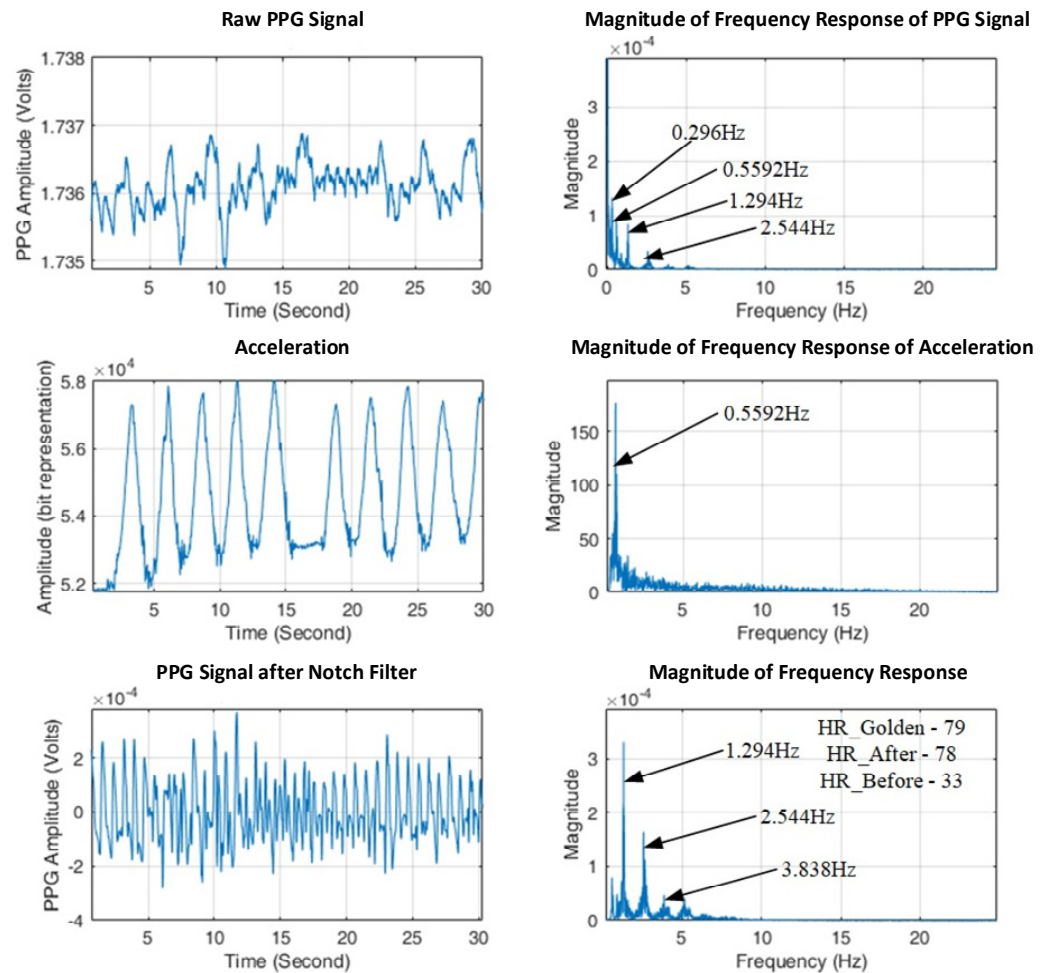 Raw PPG Signal
PPG Amplitude (Volts)
1.738
1.737
1.736
1.735
5 10 15 20 25 30
Time (Second)
Magnitude of Frequency Response of PPG Signal
×10⁻⁴
Magnitude
3
2
1
0
0.296Hz
0.5592Hz
1.294Hz
2.544Hz
0 5 10 15 20
Frequency (Hz)
Acceleration
Amplitude (bit representation)
×10⁴
5.8
5.6
5.4
5.2
5 10 15 20 25 30
Time (Second)
Magnitude of Frequency Response of Acceleration
Magnitude
150
100
50
0
0.5592Hz
5 10 15 20
Frequency (Hz)
PPG Signal after Notch Filter
PPG Amplitude (Volts)
×10⁻⁴
2
0
-2
-4
5 10 15 20 25 30
Time (Second)
Magnitude of Frequency Response
Magnitude
×10⁻⁴
3
2
1
0
HR_Golden - 79
HR_After - 78
HR_Before - 33
1.294Hz
2.544Hz
3.838Hz
5 10 15 20
Frequency (Hz)